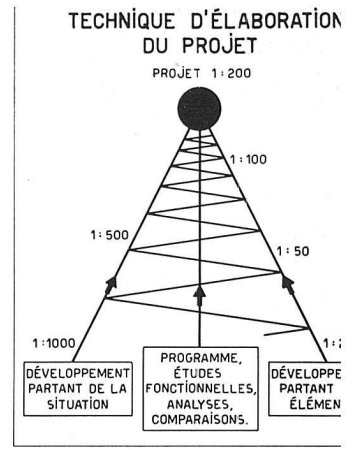 TECHNIQUE D'ÉLABORATION
DU PROJET
PROJET 1:200
1:100
1:500
1:50
1:1000
DÉVELOPPEMENT
PARTANT DE LA
SITUATION
PROGRAMME,
ÉTUDES
FONCTIONNELLES,
ANALYSES,
COMPARAISONS.
PARTANT